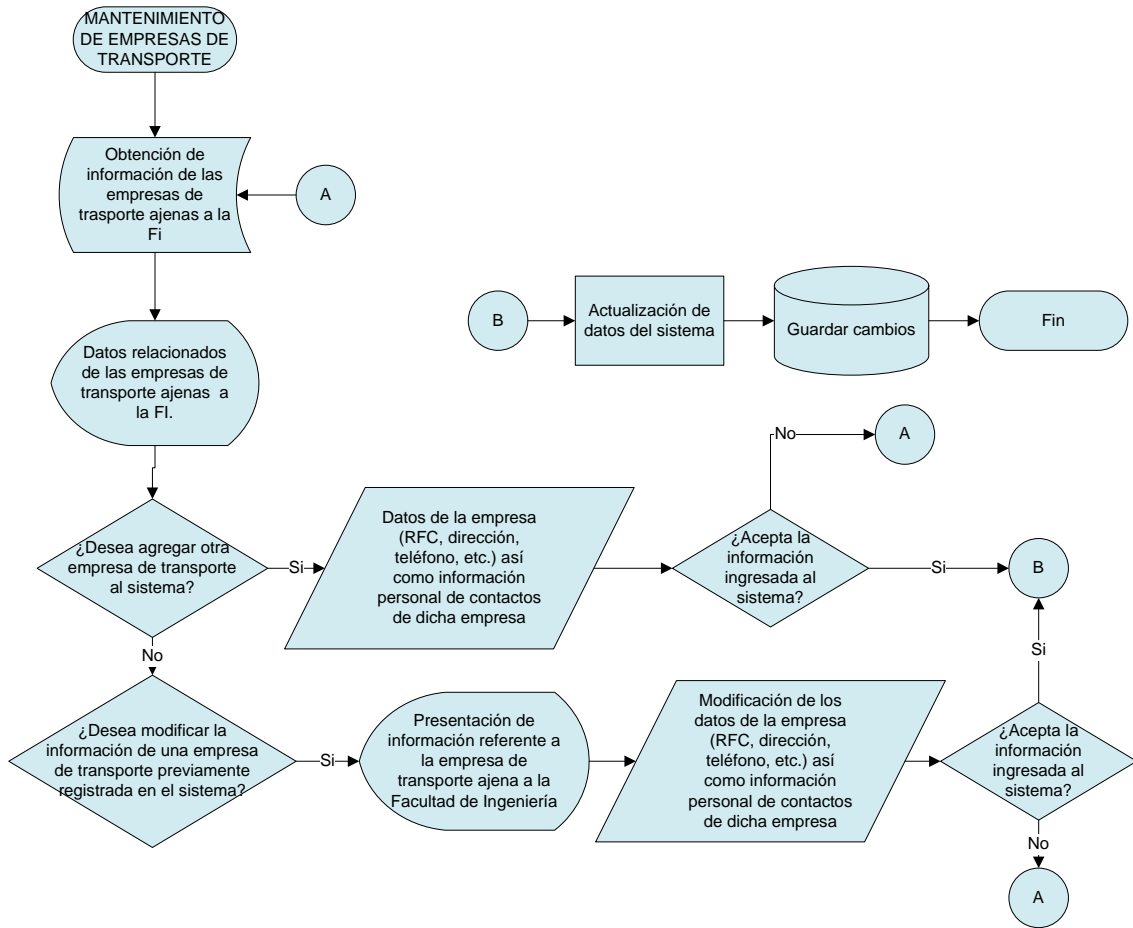 MANTENIMIENTO
DE EMPRESAS DE
TRANSPORTE
Obtención de
información de las
empresas de
trasporte ajenas a la
Fi
A
B
Actualización de
datos del sistema
Guardar cambios
Fin
Datos relacionados
de las empresas de
transporte ajenas a
la FI.
No
A
¿Desea agregar otra
empresa de transporte
al sistema?
Si
Datos de la empresa
(RFC, dirección,
teléfono, etc.) así
como información
personal de contactos
de dicha empresa
¿Acepta la
información
ingresada al
sistema?
Si
B
No
Si
¿Desea modificar la
información de una empresa
de transporte previamente
registrada en el sistema?
Si
Presentación de
información referente a
la empresa de
transporte ajena a la
Facultad de Ingeniería
Modificación de los
datos de la empresa
(RFC, dirección,
teléfono, etc.) así
como información
personal de contactos
de dicha empresa
¿Acepta la
información
ingresada al
sistema?
No
A